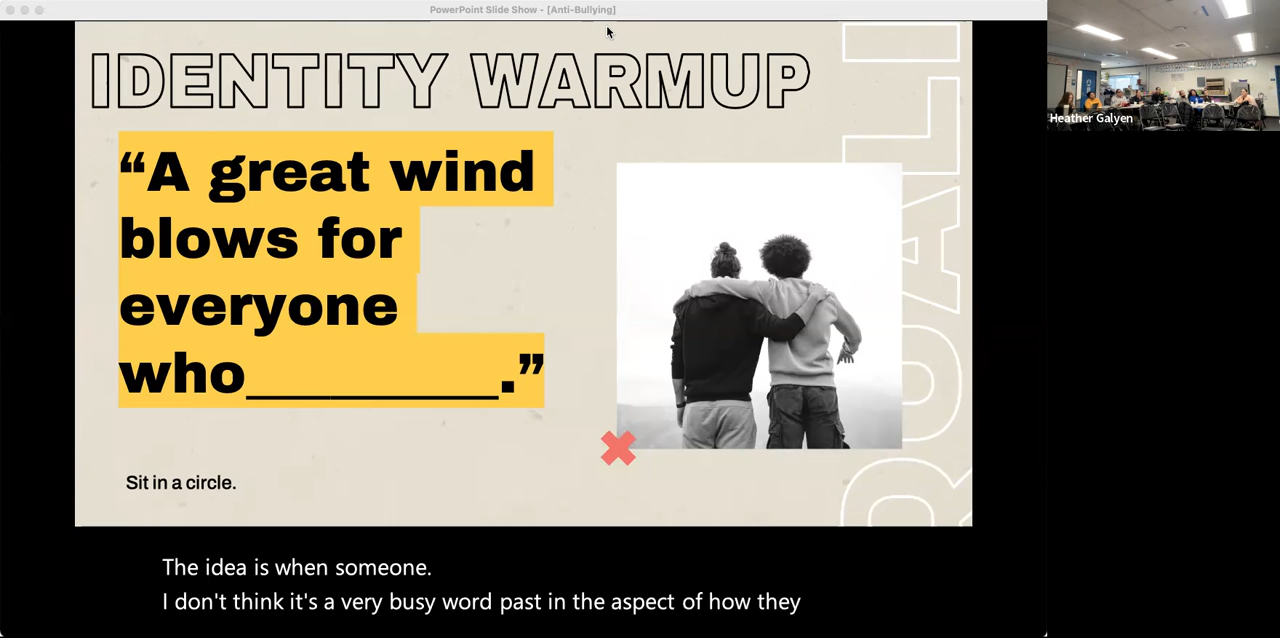 PowerPoint Slide Show - [Anti-Bullying]
IDENTITY WARMUP
“A great wind
blows for
everyone
who__________.”
Sit in a circle.
Heather Galyen
The idea is when someone.
I don't think it's a very busy word past in the aspect of how they